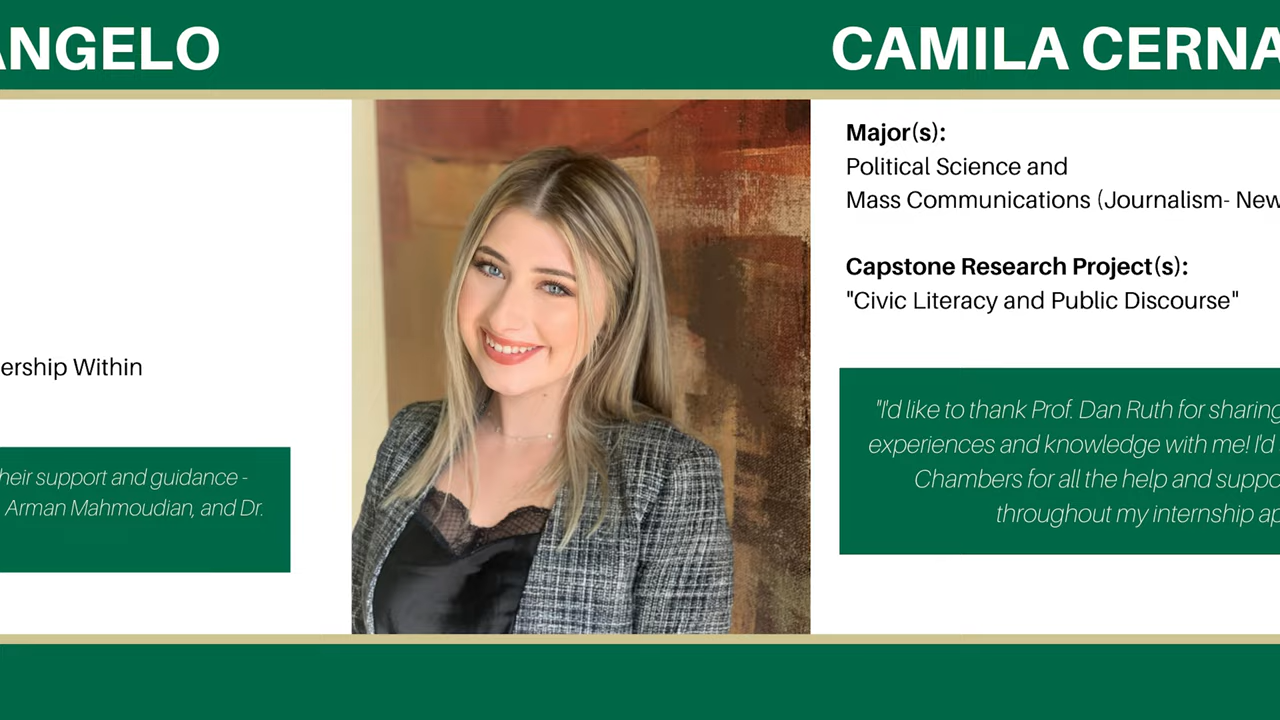 ANGELO
ership Within
heir support and guidance -
Arman Mahmoudian, and Dr.
CAMILA CERNA
Major(s):
Political Science and
Mass Communications (Journalism- New
Capstone Research Project(s):
"Civic Literacy and Public Discourse"
"I'd like to thank Prof. Dan Ruth for sharing
experiences and knowledge with me! I'd
Chambers for all the help and suppo
throughout my internship ap